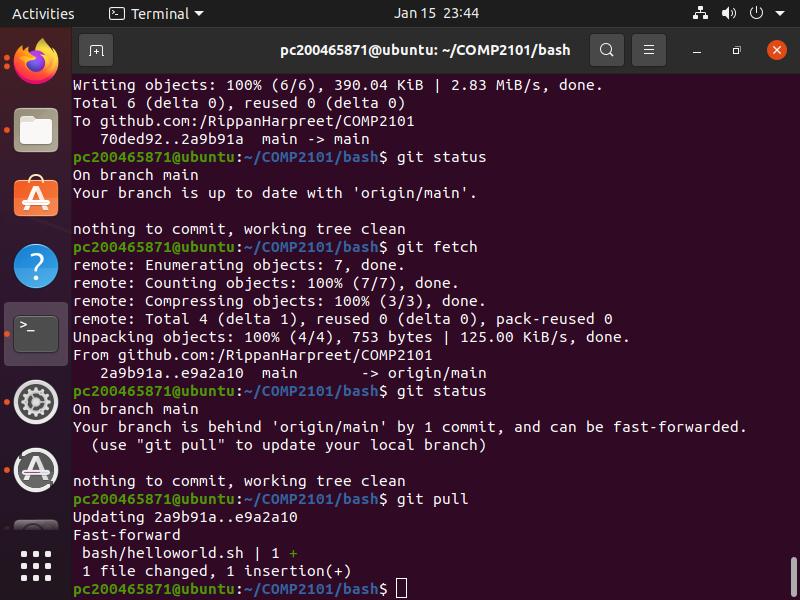 Activities
Terminal
Jan 15  23:44
pc200465871@ubuntu: ~/COMP2101/bash
Writing objects: 100% (6/6), 390.04 KiB | 2.83 MiB/s, done.
Total 6 (delta 0), reused 0 (delta 0)
To github.com:/RippanHarpreet/COMP2101
   70ded92..2a9b91a  main -> main
pc200465871@ubuntu:~/COMP2101/bash$ git status
On branch main
Your branch is up to date with 'origin/main'.

nothing to commit, working tree clean
pc200465871@ubuntu:~/COMP2101/bash$ git fetch
remote: Enumerating objects: 7, done.
remote: Counting objects: 100% (7/7), done.
remote: Compressing objects: 100% (3/3), done.
remote: Total 4 (delta 1), reused 0 (delta 0), pack-reused 0
Unpacking objects: 100% (4/4), 753 bytes | 125.00 KiB/s, done.
From github.com:/RippanHarpreet/COMP2101
   2a9b91a..e9a2a10  main       -> origin/main
pc200465871@ubuntu:~/COMP2101/bash$ git status
On branch main
Your branch is behind 'origin/main' by 1 commit, and can be fast-forwarded.
  (use "git pull" to update your local branch)

nothing to commit, working tree clean
pc200465871@ubuntu:~/COMP2101/bash$ git pull
Updating 2a9b91a..e9a2a10
Fast-forward
 bash/helloworld.sh | 1 +
 1 file changed, 1 insertion(+)
pc200465871@ubuntu:~/COMP2101/bash$